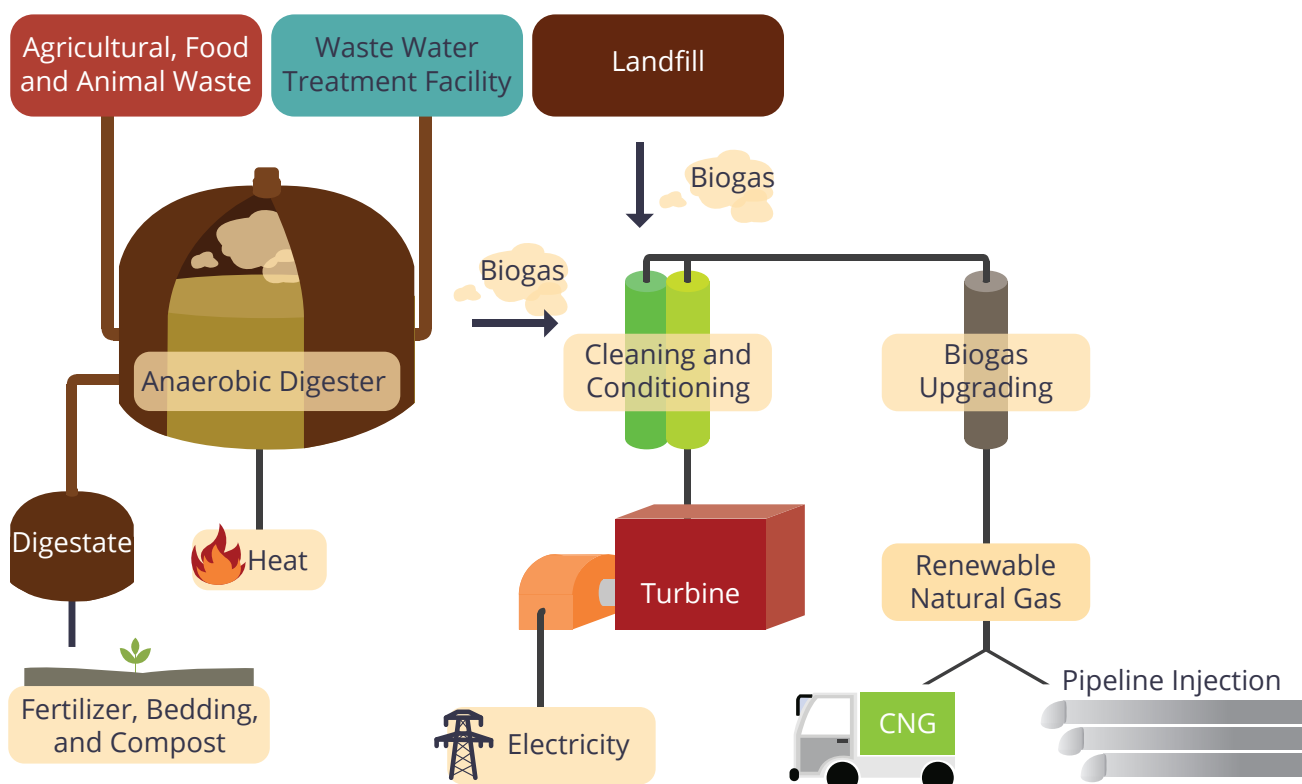 Agricultural, Food
and Animal Waste
Waste Water
Treatment Facility
Landfill
Biogas
Biogas
Cleaning and
Conditioning
Biogas
Upgrading
Anaerobic Digester
Digestate
Heat
Turbine
Renewable
Natural Gas
Fertilizer, Bedding,
and Compost
Electricity
CNG
Pipeline Injection